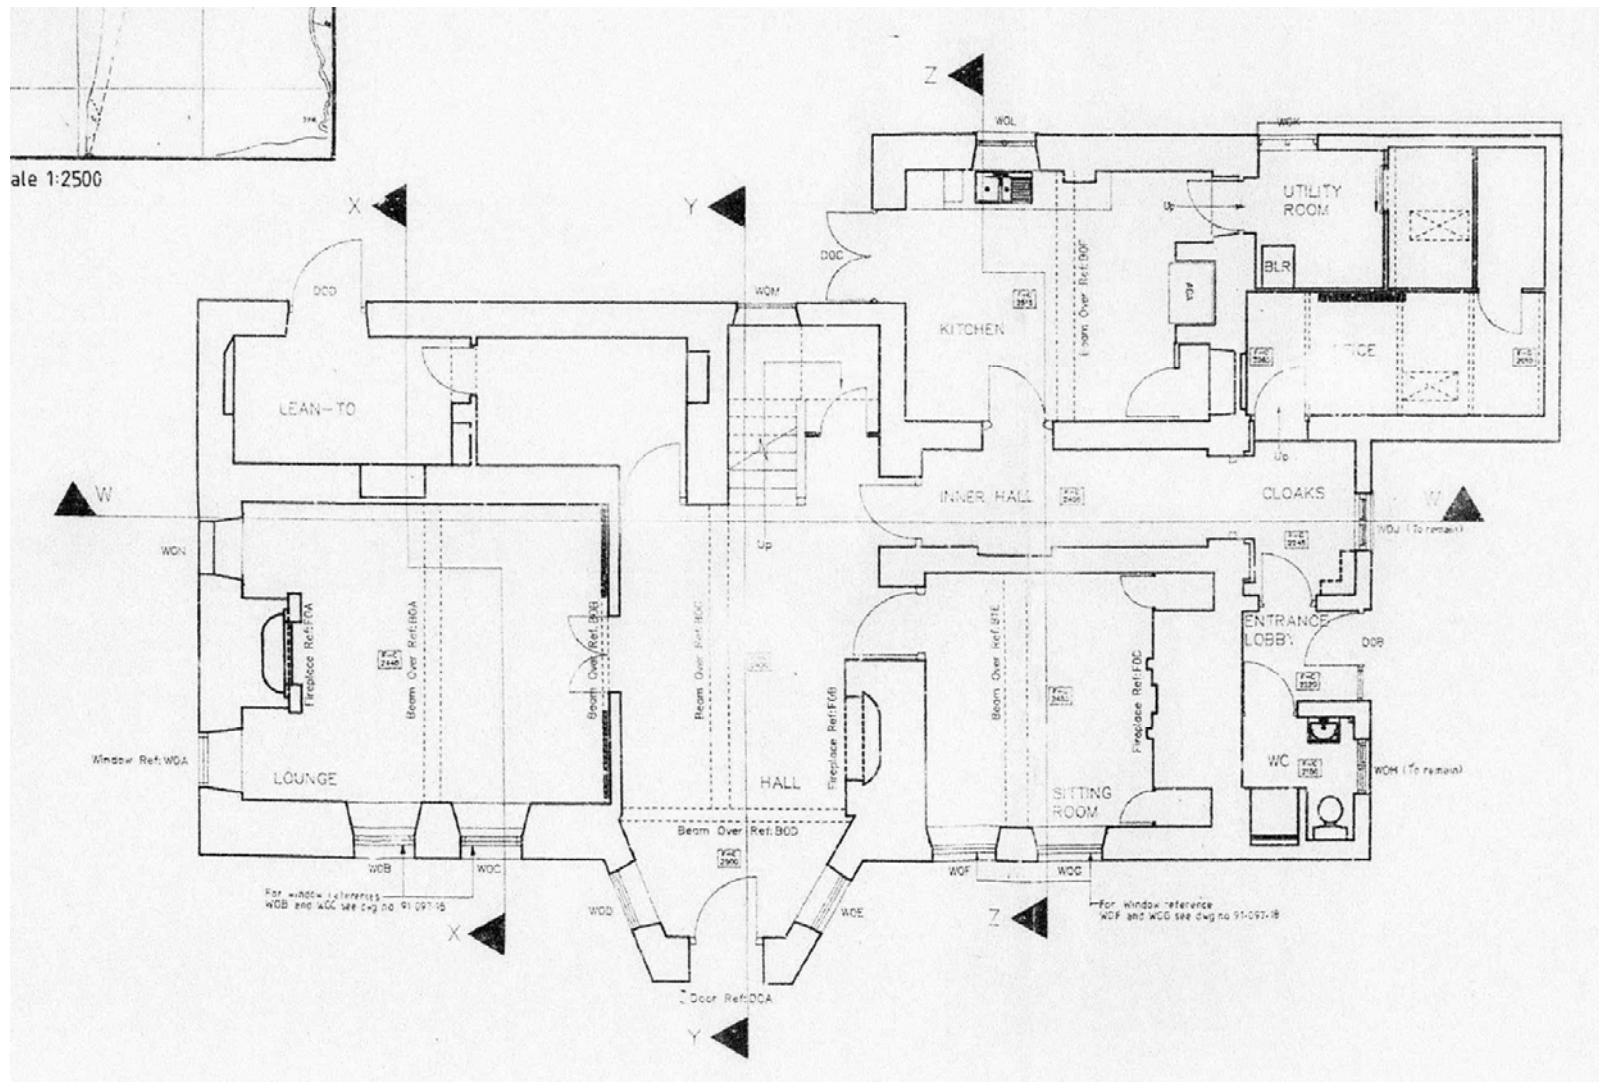 ale 1:2500
Z
WOL
WOK
X
Y
UTILITY
ROOM
Up
DOC
BLR
DOD
WOM
AGA
KITCHEN
Beam Over Ref: BOF
LEAN-TO
Up
W
INNER HALL
CLOAKS
W
WOJ (To remain)
WON
Up
Fireplace Ref: FOA
Beam Over Ref: BOA
Beam Over Ref: BOB
Beam Over Ref: BOC
Beam Over Ref: B1E
ENTRANCE
LOBBY
DOB
Fireplace Ref: FOB
Fireplace Ref: FOC
Window Ref: WOA
LOUNGE
HALL
SITTING
ROOM
WC
WOH (To remain)
Beam Over Ref: BOD
2500
WOB
WOC
WOF
WOG
For window references
WOB and WOC see dwg no 91-097-16
WOD
WOE
For Window reference
WOF and WOG see dwg no 91-097-18
X
Z
Door Ref: DOA
Y